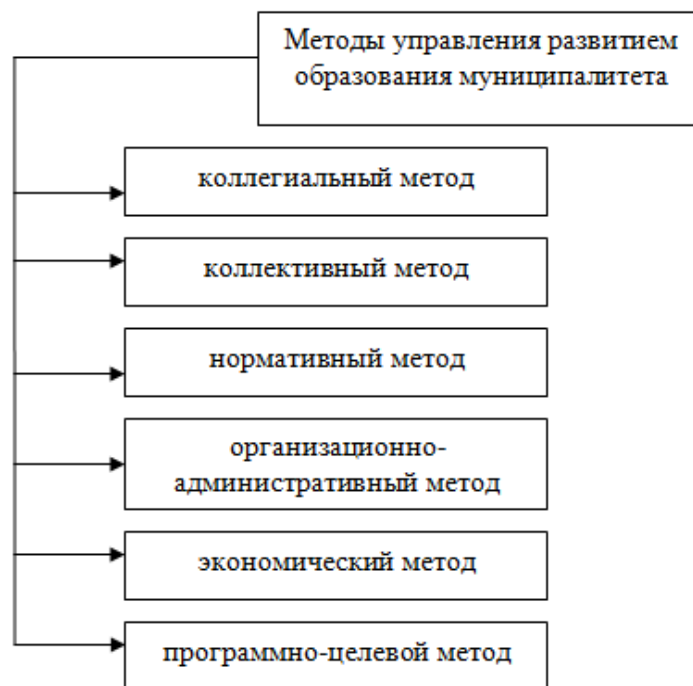 Методы управления развитием
образования муниципалитета
коллегиальный метод
коллективный метод
нормативный метод
организационно-
административный метод
экономический метод
программно-целевой метод